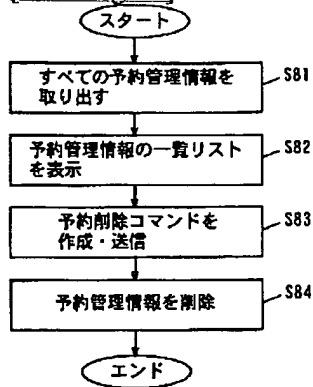 スタート
すべての予約管理情報を
取り出す
S81
予約管理情報の一覧リスト
を表示
S82
予約削除コマンドを
作成・送信
S83
予約管理情報を削除
S84
エンド